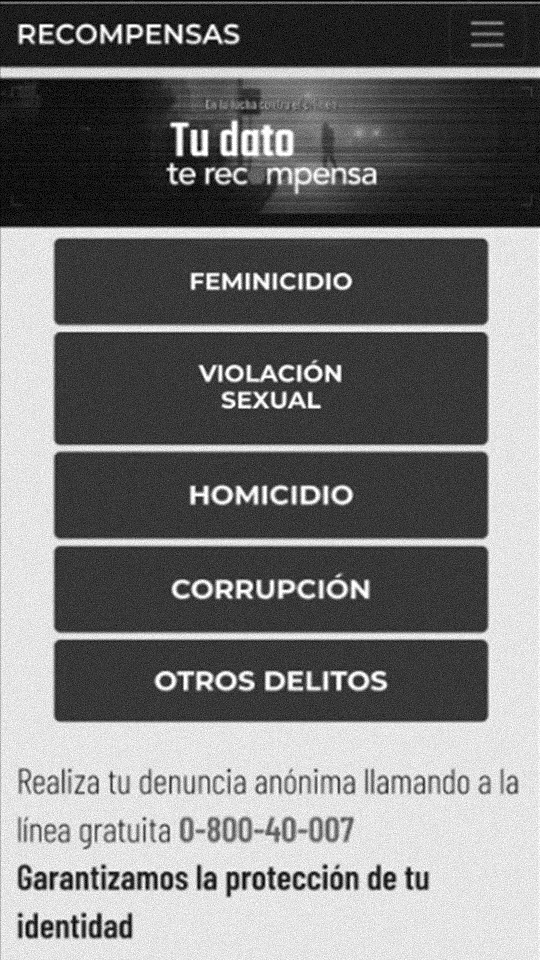 RECOMPENSAS
En la lucha contra el crimen
Tu dato
te rec mpensa
FEMINICIDIO
VIOLACIÓN
SEXUAL
HOMICIDIO
CORRUPCIÓN
OTROS DELITOS
Realiza tu denuncia anónima llamando a la
línea gratuita 0-800-40-007
Garantizamos la protección de tu
identidad